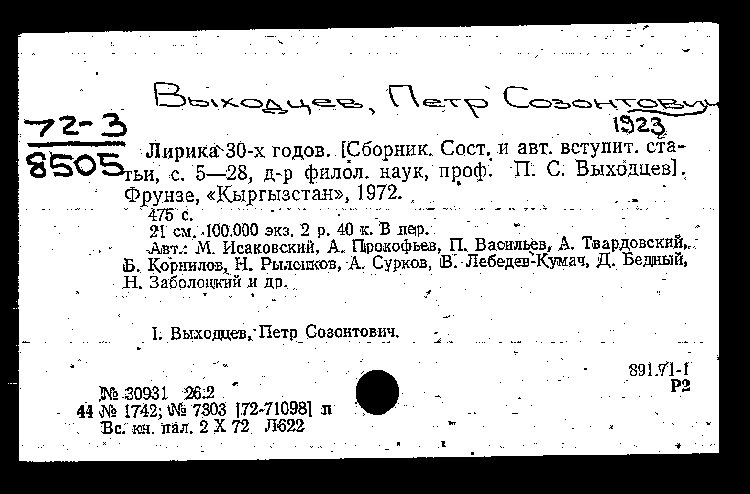 Выходцев, Петр Созонтович
1923
72-3
8505
Лирика 30-х годов. [Сборник. Сост. и авт. вступит. ста-
тьи, с. 5—28, д-р филол. наук, проф. П. С. Выходцев].
Фрунзе, «Кыргызстан», 1972.
475 с.
21 см. 100.000 экз. 2 р. 40 к. В пер.
Авт.: М. Исаковский, А. Прокофьев, П. Васильев, А. Твардовский,
Б. Корнилов, Н. Рыленков, А. Сурков, В. Лебедев-Кумач, Д. Бедный,
Н. Заболоцкий и др.
I. Выходцев, Петр Созонтович.
891.71-1
Р2
№ 30931 26.2
44 № 1742; № 7303 [72-71098] п
Вс. кн. пал. 2 X 72 Л622